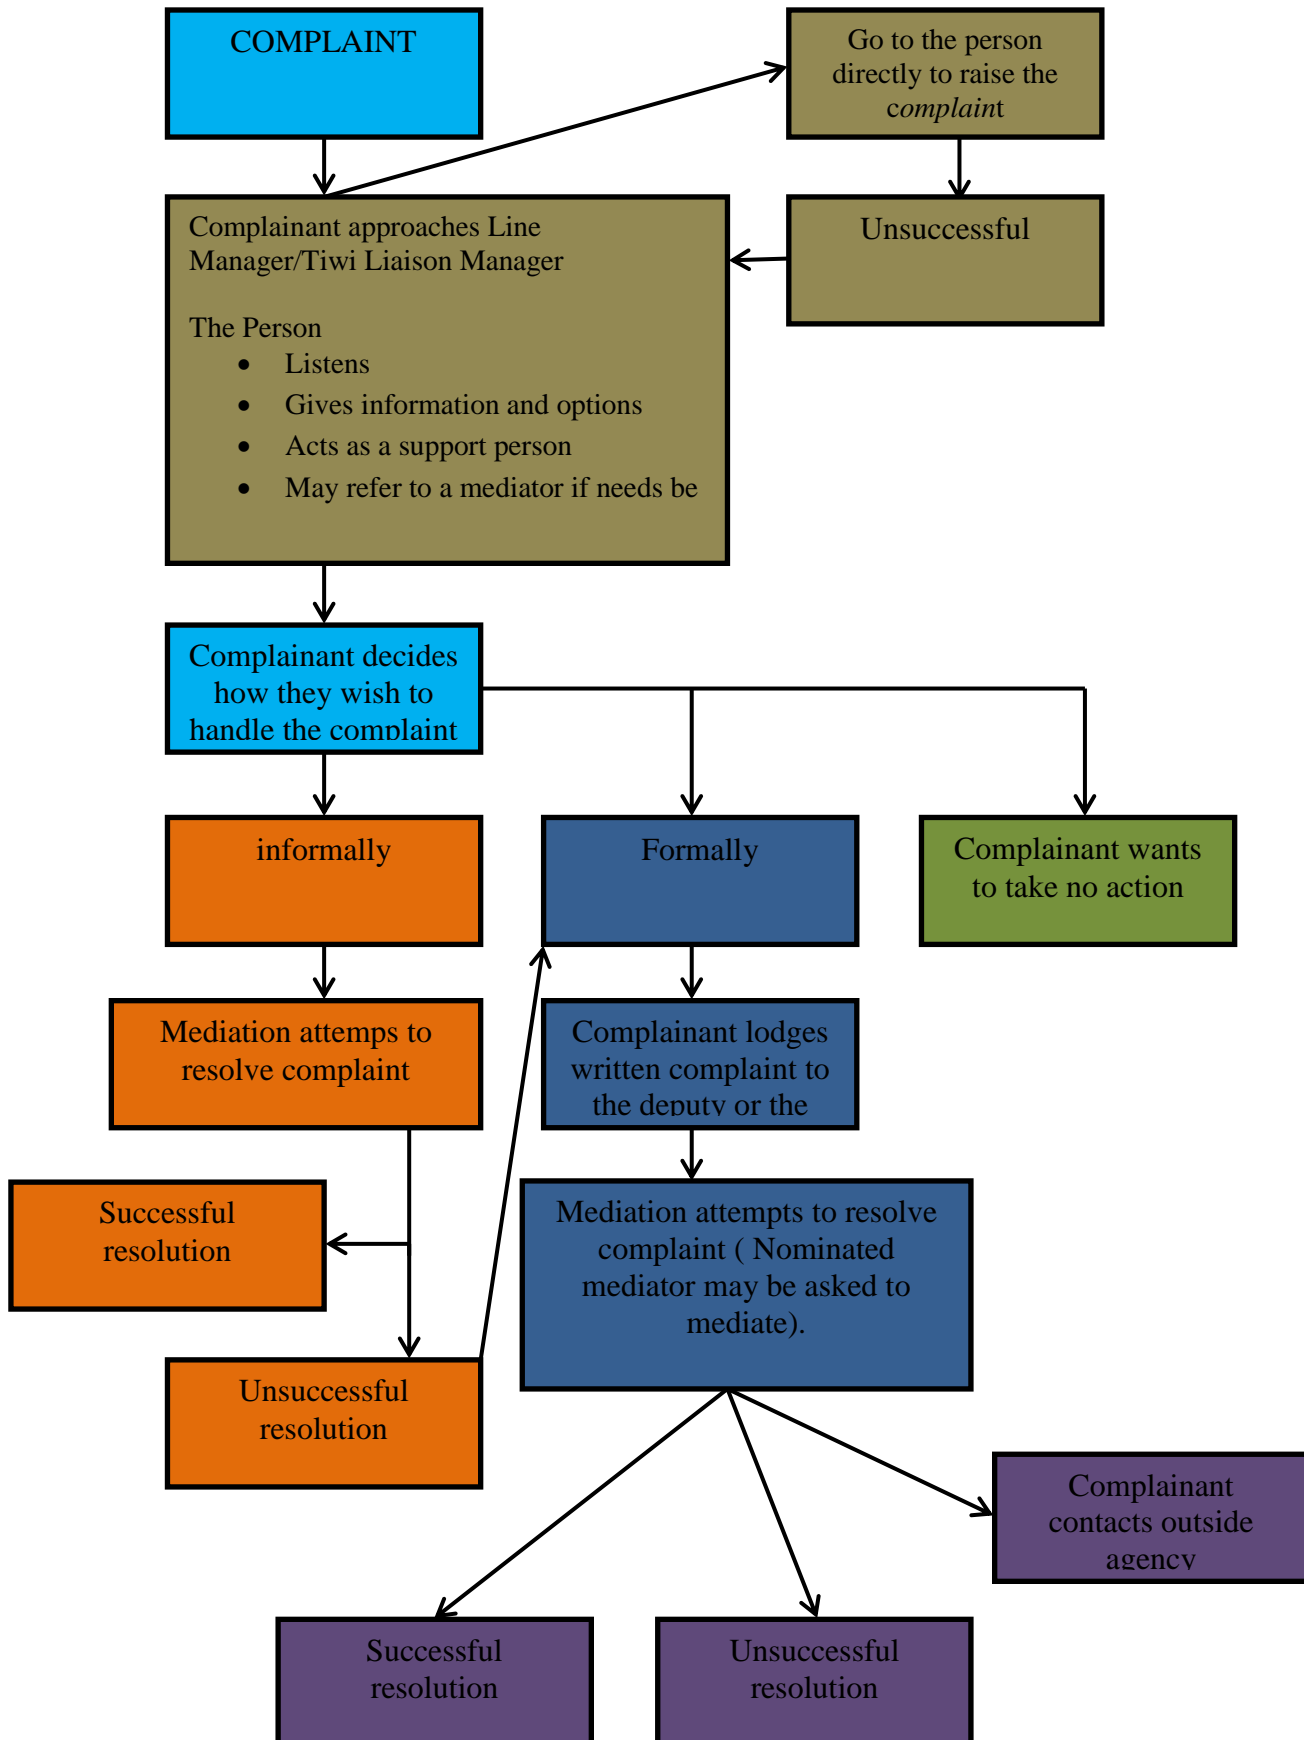 COMPLAINT
Go to the person
directly to raise the
complaint
Complainant approaches Line
Manager/Tiwi Liaison Manager
The Person
• Listens
• Gives information and options
• Acts as a support person
• May refer to a mediator if needs be
Unsuccessful
Complainant decides
how they wish to
handle the complaint
informally
Formally
Complainant wants
to take no action
Mediation attemps to
resolve complaint
Complainant lodges
written complaint to
the deputy or the
Successful
resolution
Mediation attempts to resolve
complaint ( Nominated
mediator may be asked to
mediate).
Unsuccessful
resolution
Complainant
contacts outside
agency
Successful
resolution
Unsuccessful
resolution